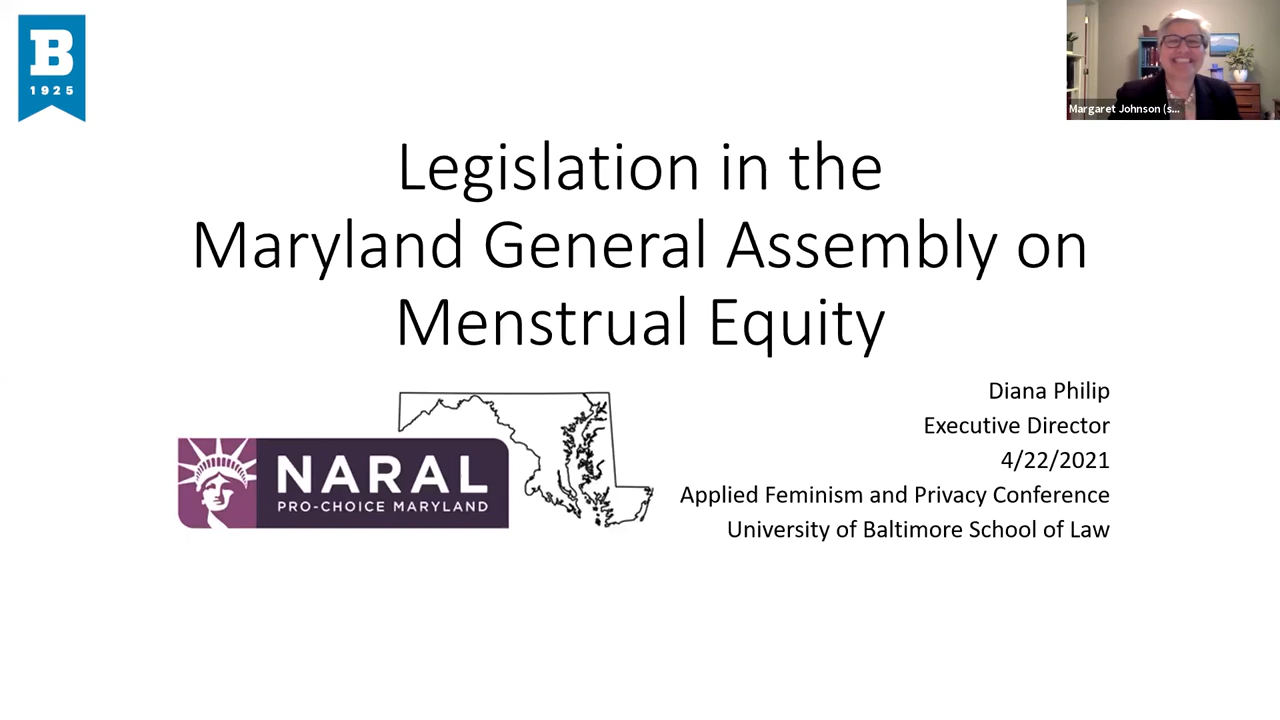 B
1925
Margaret Johnson (s...
Legislation in the
Maryland General Assembly on
Menstrual Equity
NARAL
PRO-CHOICE MARYLAND
Diana Philip
Executive Director
4/22/2021
Applied Feminism and Privacy Conference
University of Baltimore School of Law